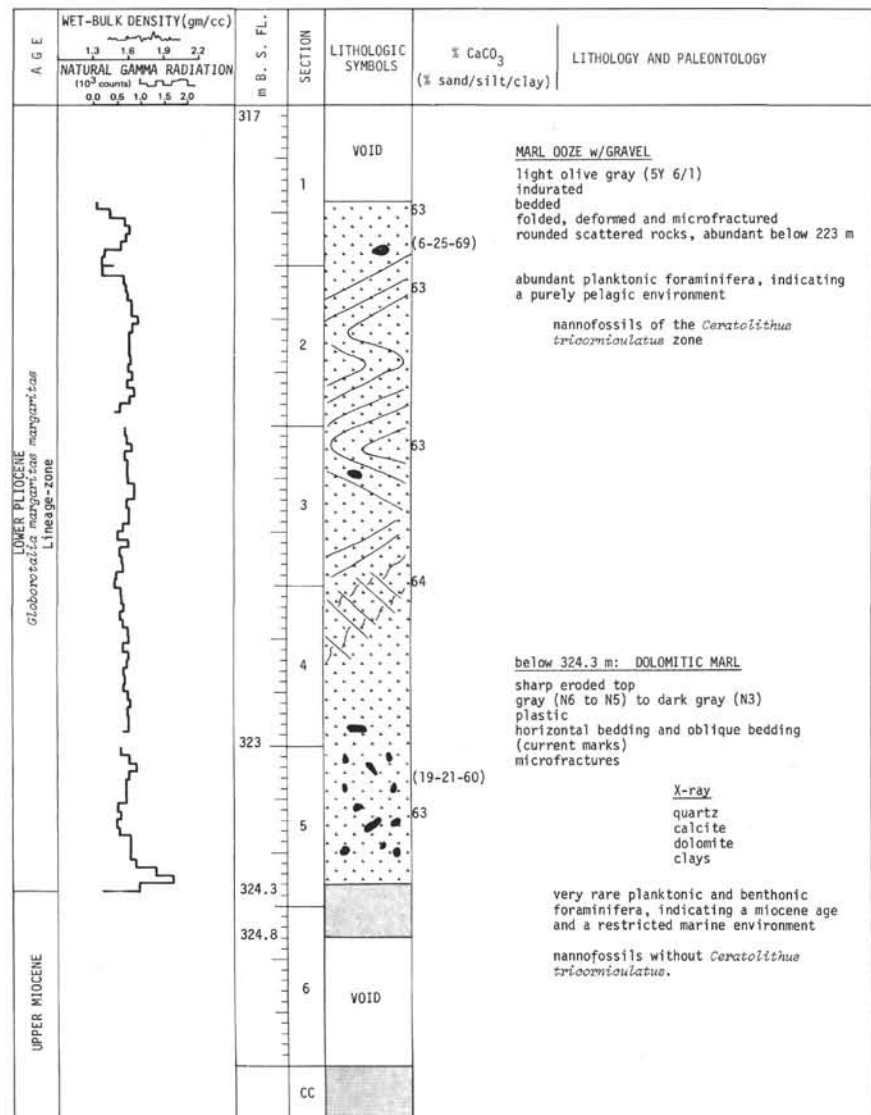 AGE
WET-BULK DENSITY(gm/cc)
1.3 1.6 1.9 2.2
NATURAL GAMMA RADIATION
(10³ counts)
0.0 0.5 1.0 1.5 2.0
m B. S. FL.
SECTION
LITHOLOGIC
SYMBOLS
% CaCO₃
(% sand/silt/clay)
LITHOLOGY AND PALEONTOLOGY
LOWER PLIOCENE
Globorotalia margaritae margaritae
Lineage-zone
UPPER MIOCENE
317
323
324.3
324.8
1
2
3
4
5
6
CC
VOID
VOID
63
(6-25-69)
63
63
64
(19-21-60)
63
MARL OOZE w/GRAVEL
light olive gray (5Y 6/1)
indurated
bedded
folded, deformed and microfractured
rounded scattered rocks, abundant below 223 m
abundant planktonic foraminifera, indicating
a purely pelagic environment
nannofossils of the Ceratolithus
tricorniculatus zone
below 324.3 m: DOLOMITIC MARL
sharp eroded top
gray (N6 to N5) to dark gray (N3)
plastic
horizontal bedding and oblique bedding
(current marks)
microfractures
X-ray
quartz
calcite
dolomite
clays
very rare planktonic and benthonic
foraminifera, indicating a miocene age
and a restricted marine environment
nannofossils without Ceratolithus
tricorniculatus.